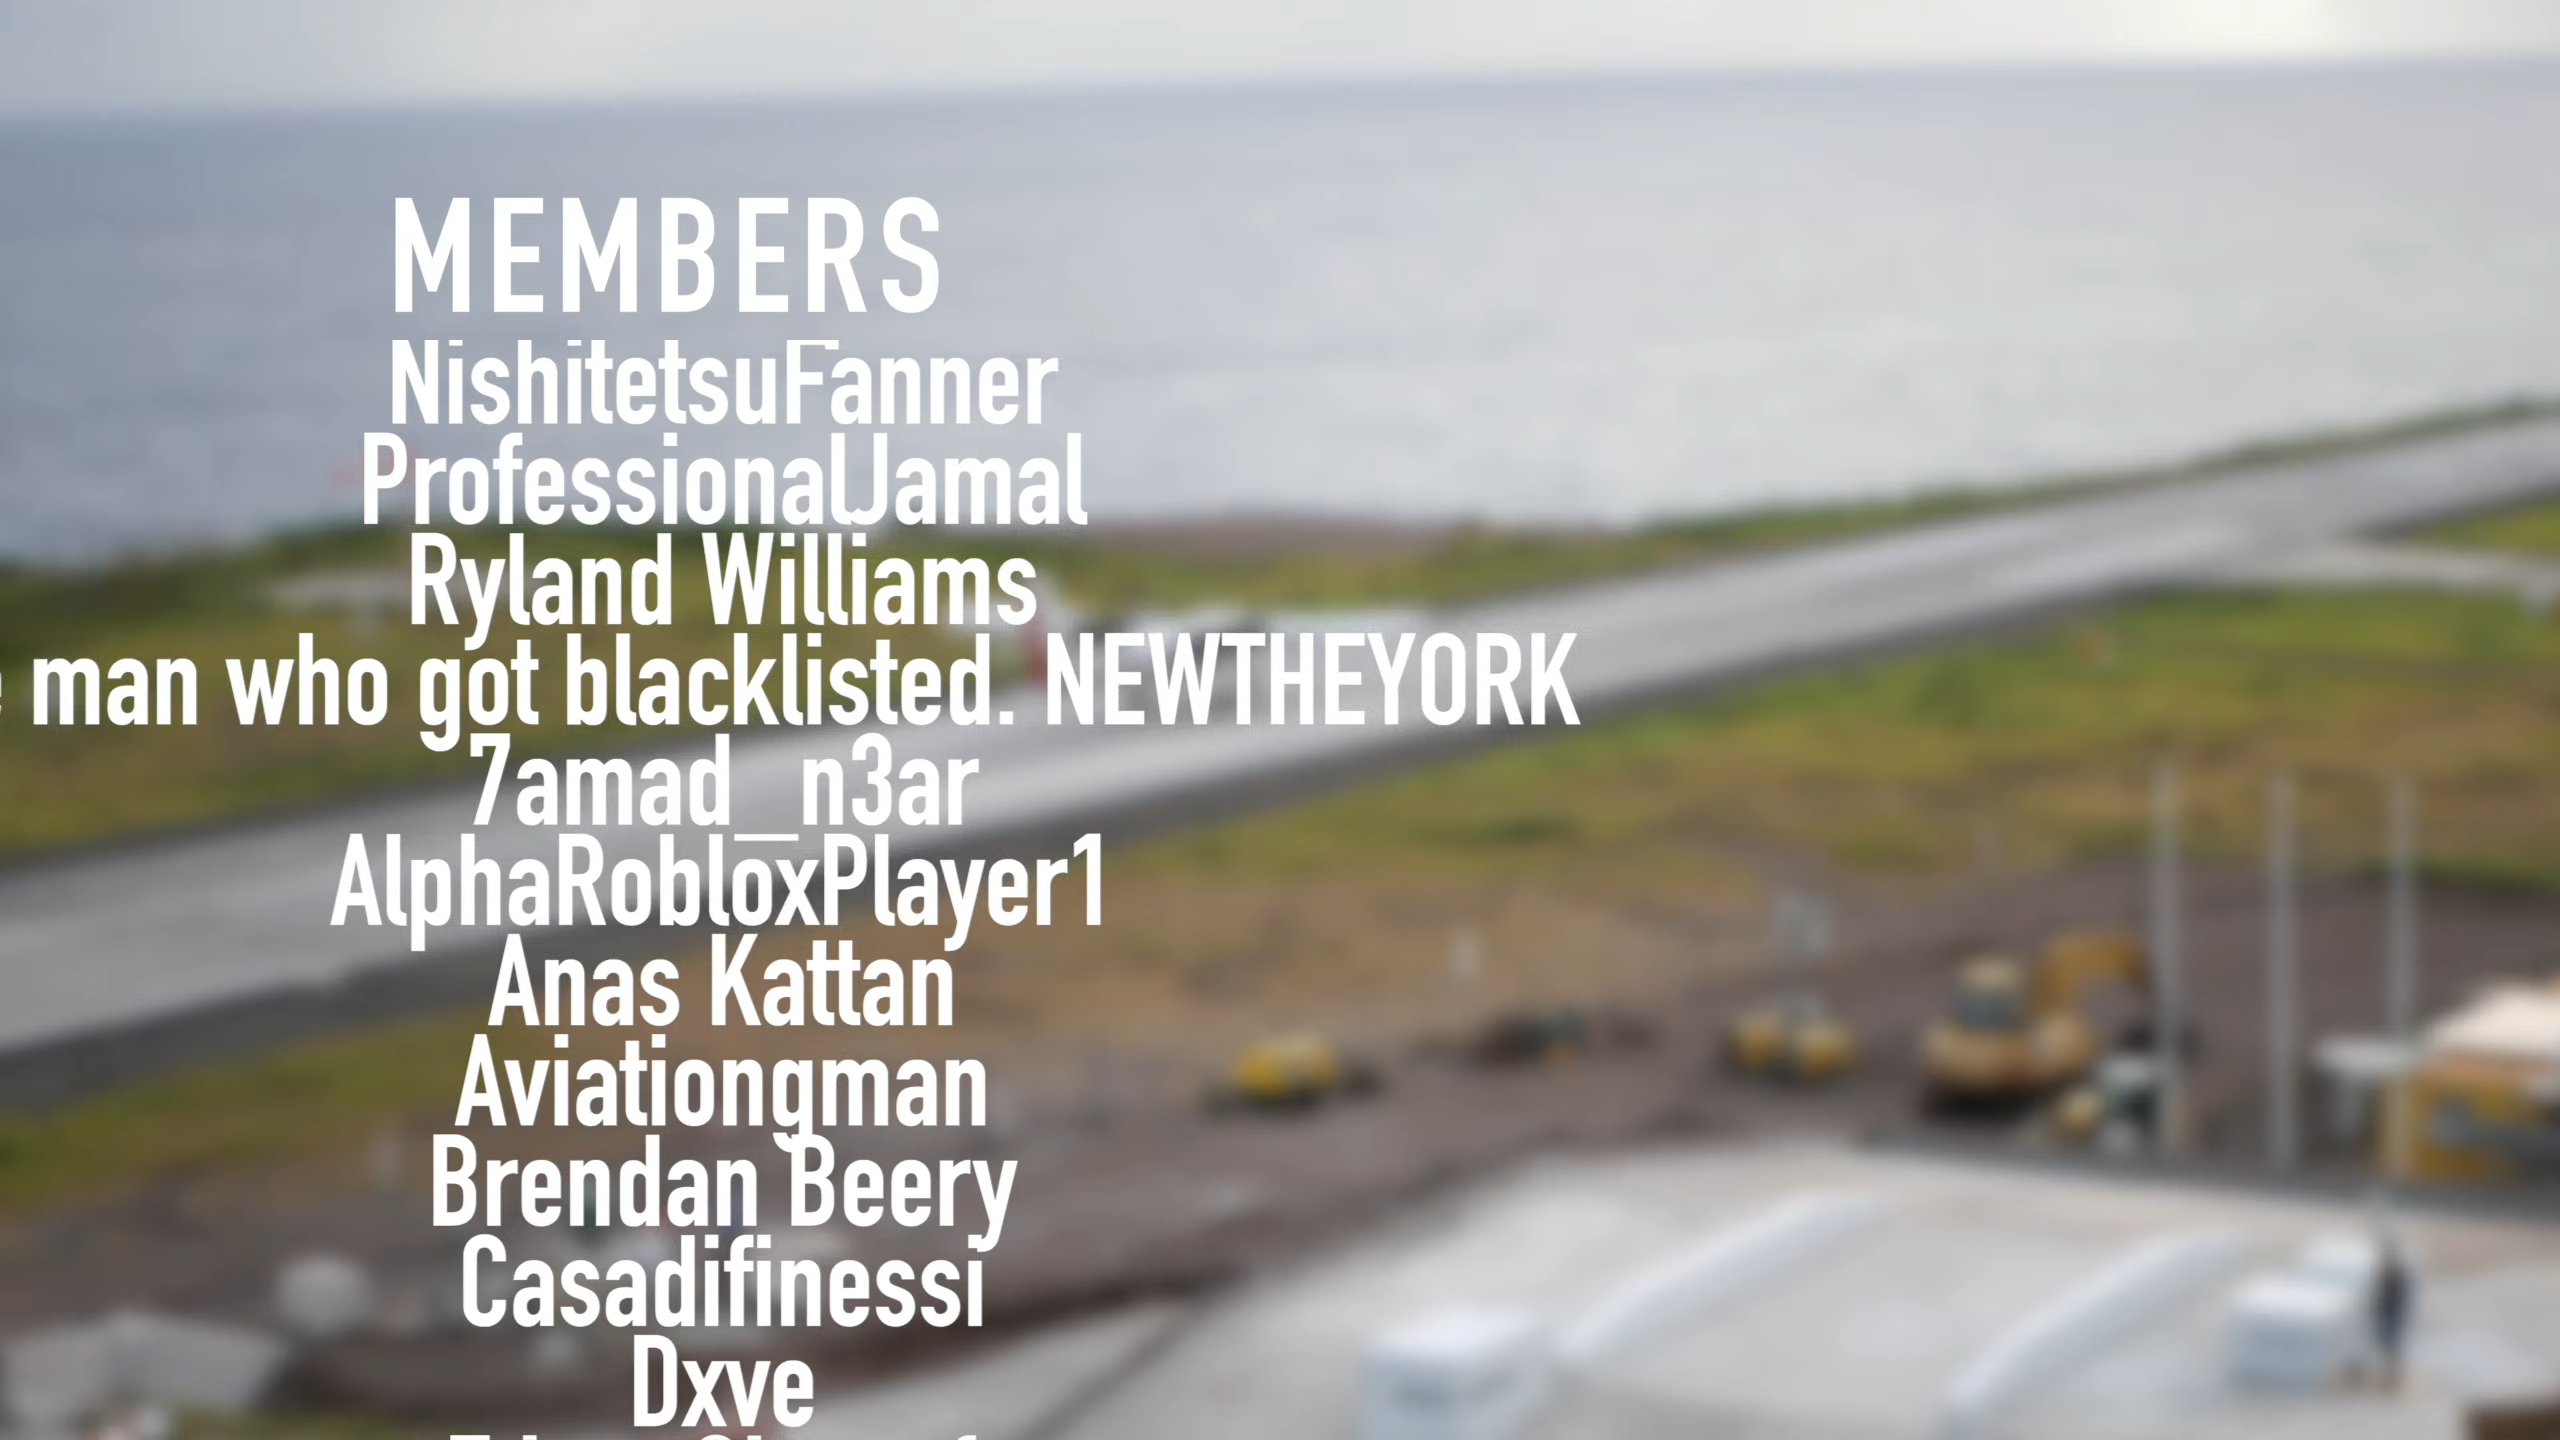 MEMBERS
NishitetsuFanner
ProfessionalJamal
Ryland Williams
man who got blacklisted. NEWTHEYORK
7amad_n3ar
AlphaRobloxPlayer1
Anas Kattan
Aviationgman
Brendan Beery
Casadifinessi
Dxve